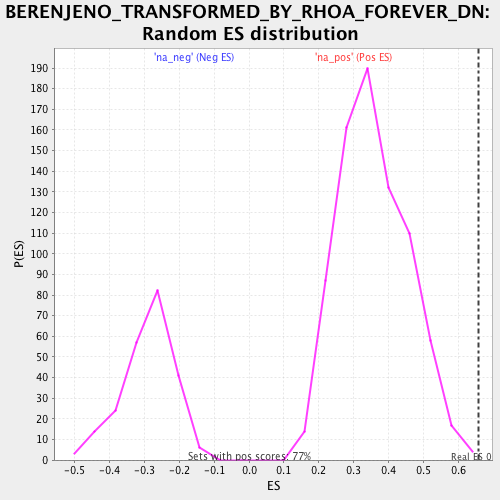 BERENJENO_TRANSFORMED_BY_RHOA_FOREVER_DN:
Random ES distribution
'na_neg' (Neg ES) 'na_pos' (Pos ES)
190
180
170
160
150
140
130
120
110
100
90
80
70
60
50
40
30
20
10
0
P(ES)
Sets with pos scores: 77%
Real ES 0
-0.5 -0.4 -0.3 -0.2 -0.1 0.0 0.1 0.2 0.3 0.4 0.5 0.6
ES